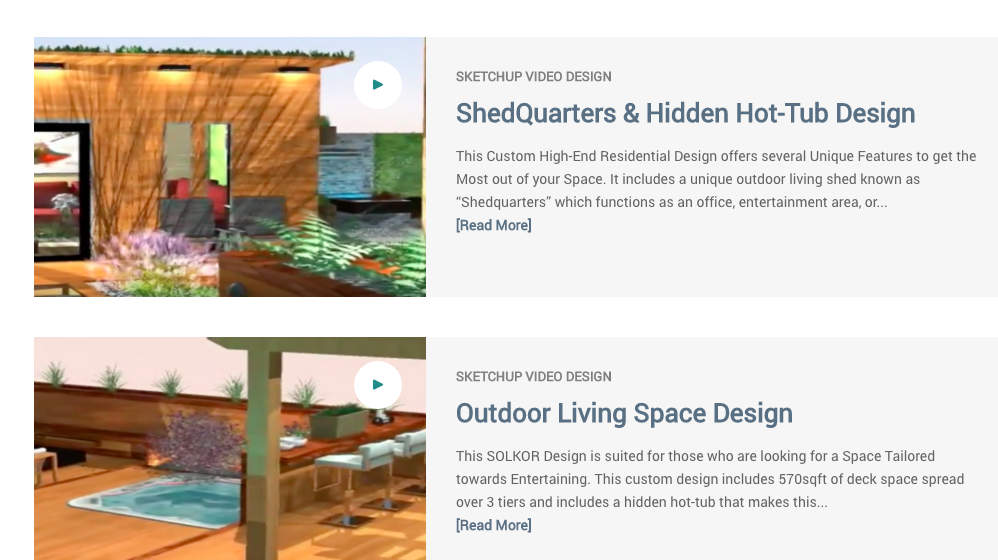 SKETCHUP VIDEO DESIGN
ShedQuarters & Hidden Hot-Tub Design
This Custom High-End Residential Design offers several Unique Features to get the
Most out of your Space. It includes a unique outdoor living shed known as
“Shedquarters” which functions as an office, entertainment area, or...
[Read More]
SKETCHUP VIDEO DESIGN
Outdoor Living Space Design
This SOLKOR Design is suited for those who are looking for a Space Tailored
towards Entertaining. This custom design includes 570sqft of deck space spread
over 3 tiers and includes a hidden hot-tub that makes this...
[Read More]